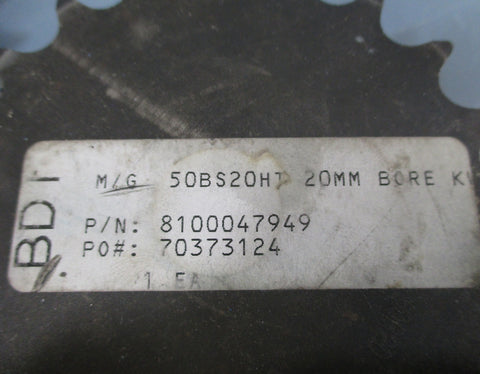 BDI
M/G 50BS20HT 20MM BORE
P/N: 8100047949
PO#: 70373124
1 EA